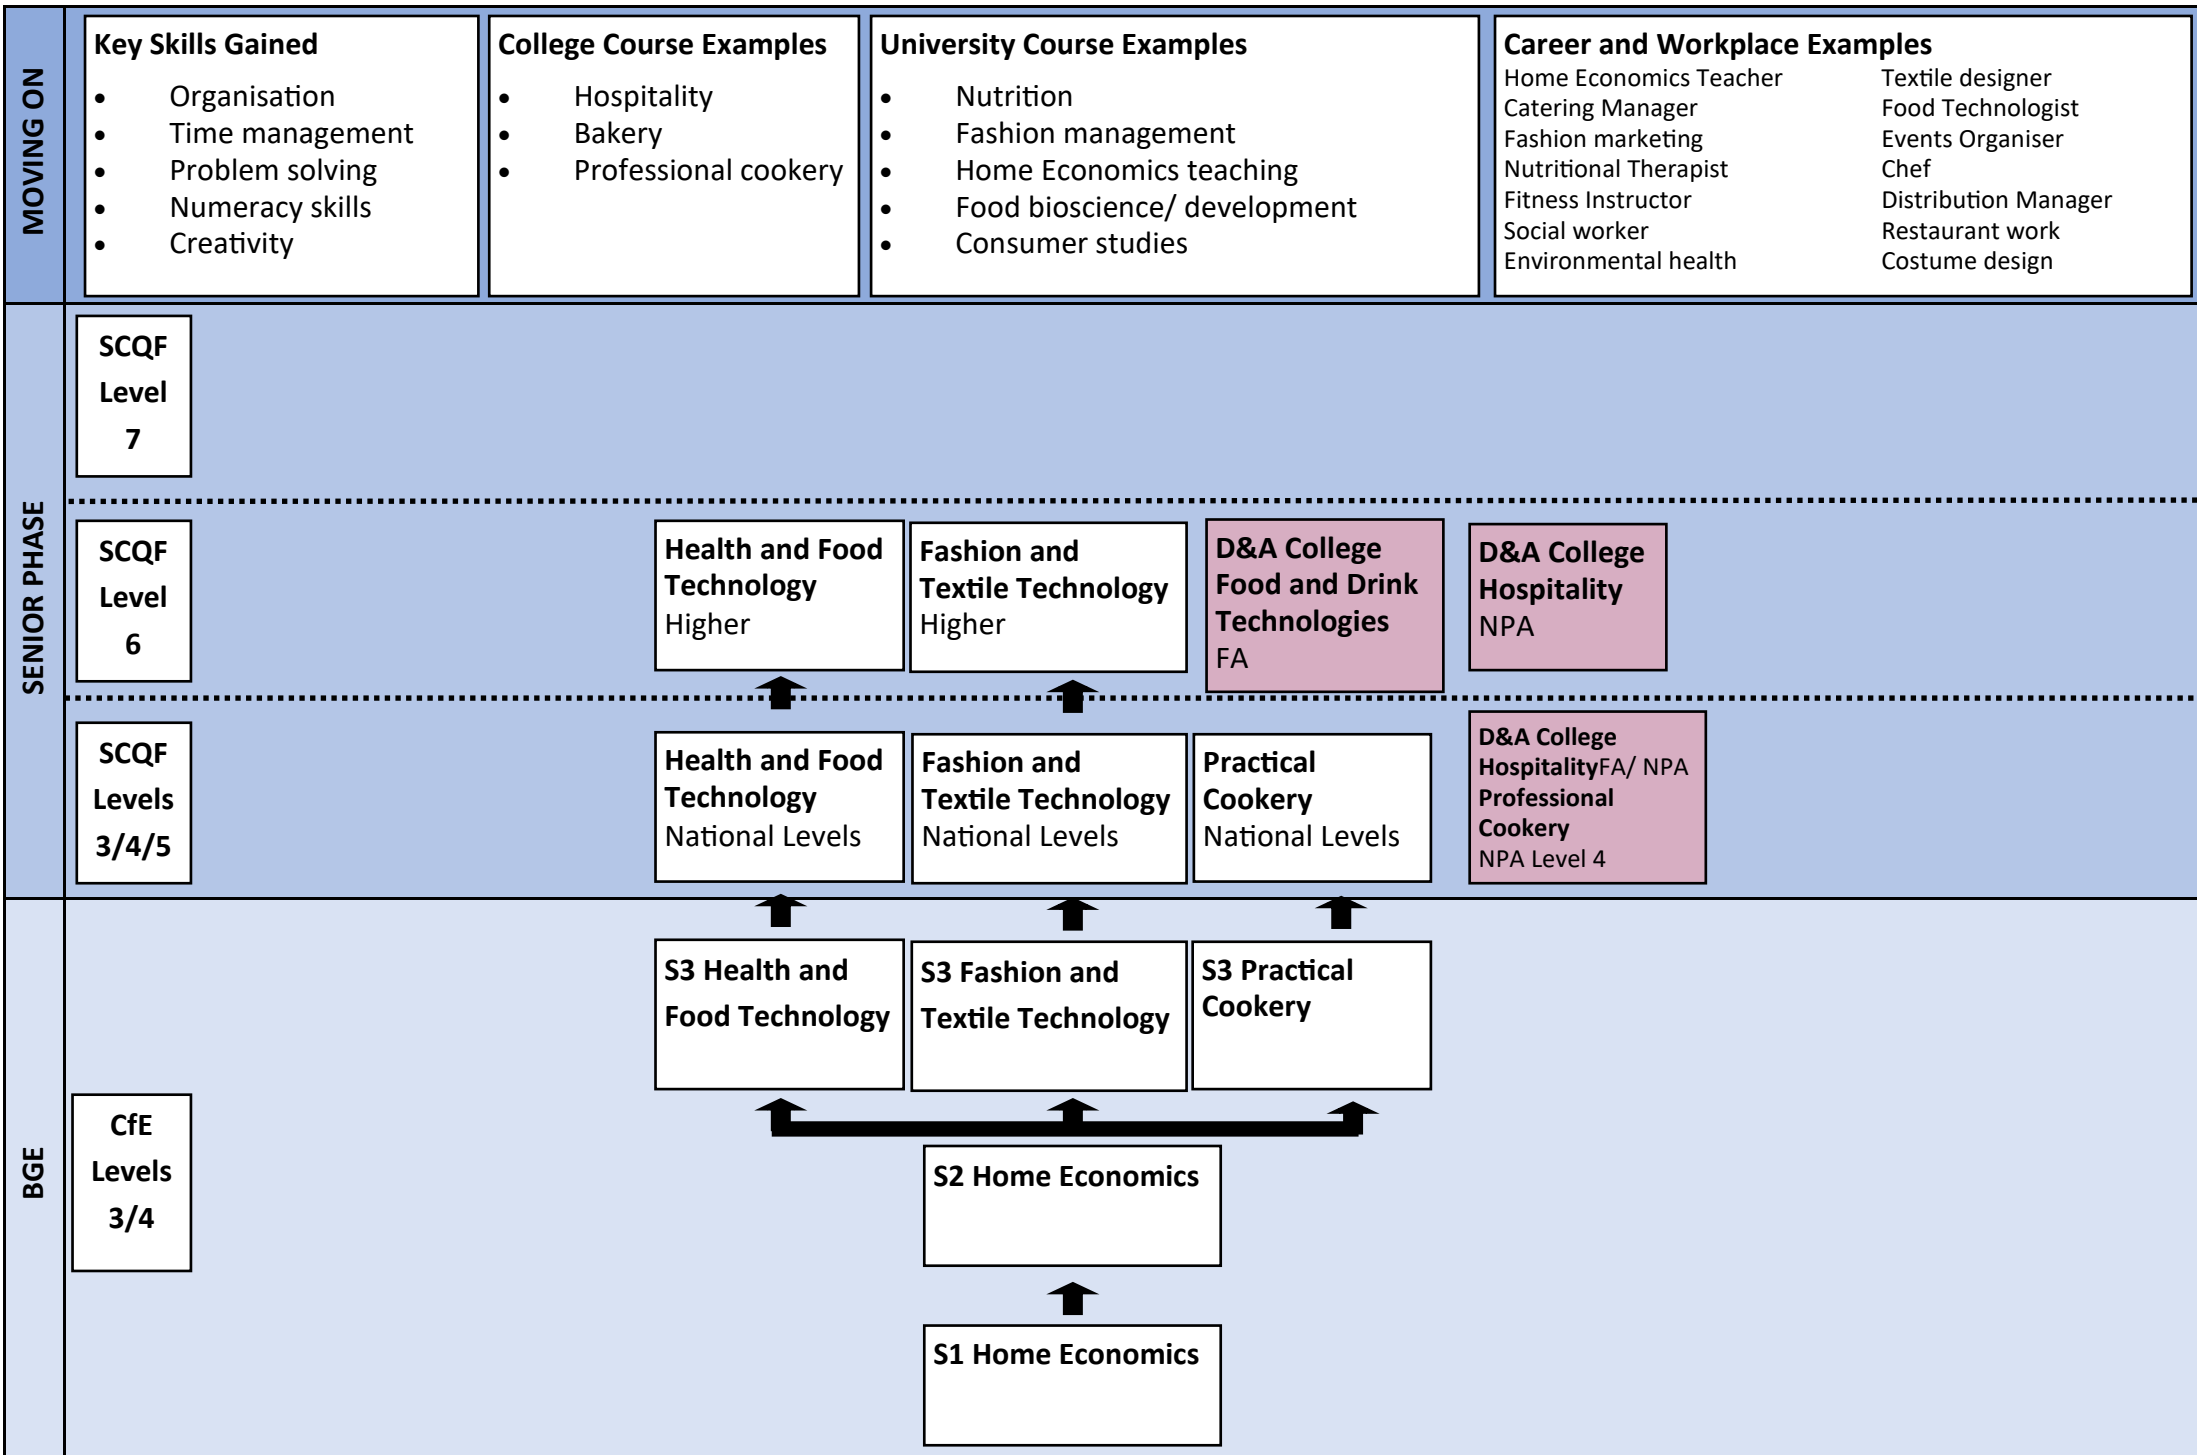 MOVING ON
Key Skills Gained
• Organisation
• Time management
• Problem solving
• Numeracy skills
• Creativity
College Course Examples
• Hospitality
• Bakery
• Professional cookery
University Course Examples
• Nutrition
• Fashion management
• Home Economics teaching
• Food bioscience/ development
• Consumer studies
Career and Workplace Examples
Home Economics Teacher
Catering Manager
Fashion marketing
Nutritional Therapist
Fitness Instructor
Social worker
Environmental health
Textile designer
Food Technologist
Events Organiser
Chef
Distribution Manager
Restaurant work
Costume design
SENIOR PHASE
SCQF
Level
7
SCQF
Level
6
Health and Food
Technology
Higher
Fashion and
Textile Technology
Higher
D&A College
Food and Drink
Technologies
FA
D&A College
Hospitality
NPA
SCQF
Levels
3/4/5
Health and Food
Technology
National Levels
Fashion and
Textile Technology
National Levels
Practical
Cookery
National Levels
D&A College
HospitalityFA/ NPA
Professional
Cookery
NPA Level 4
BGE
CfE
Levels
3/4
S3 Health and
Food Technology
S3 Fashion and
Textile Technology
S3 Practical
Cookery
S2 Home Economics
S1 Home Economics